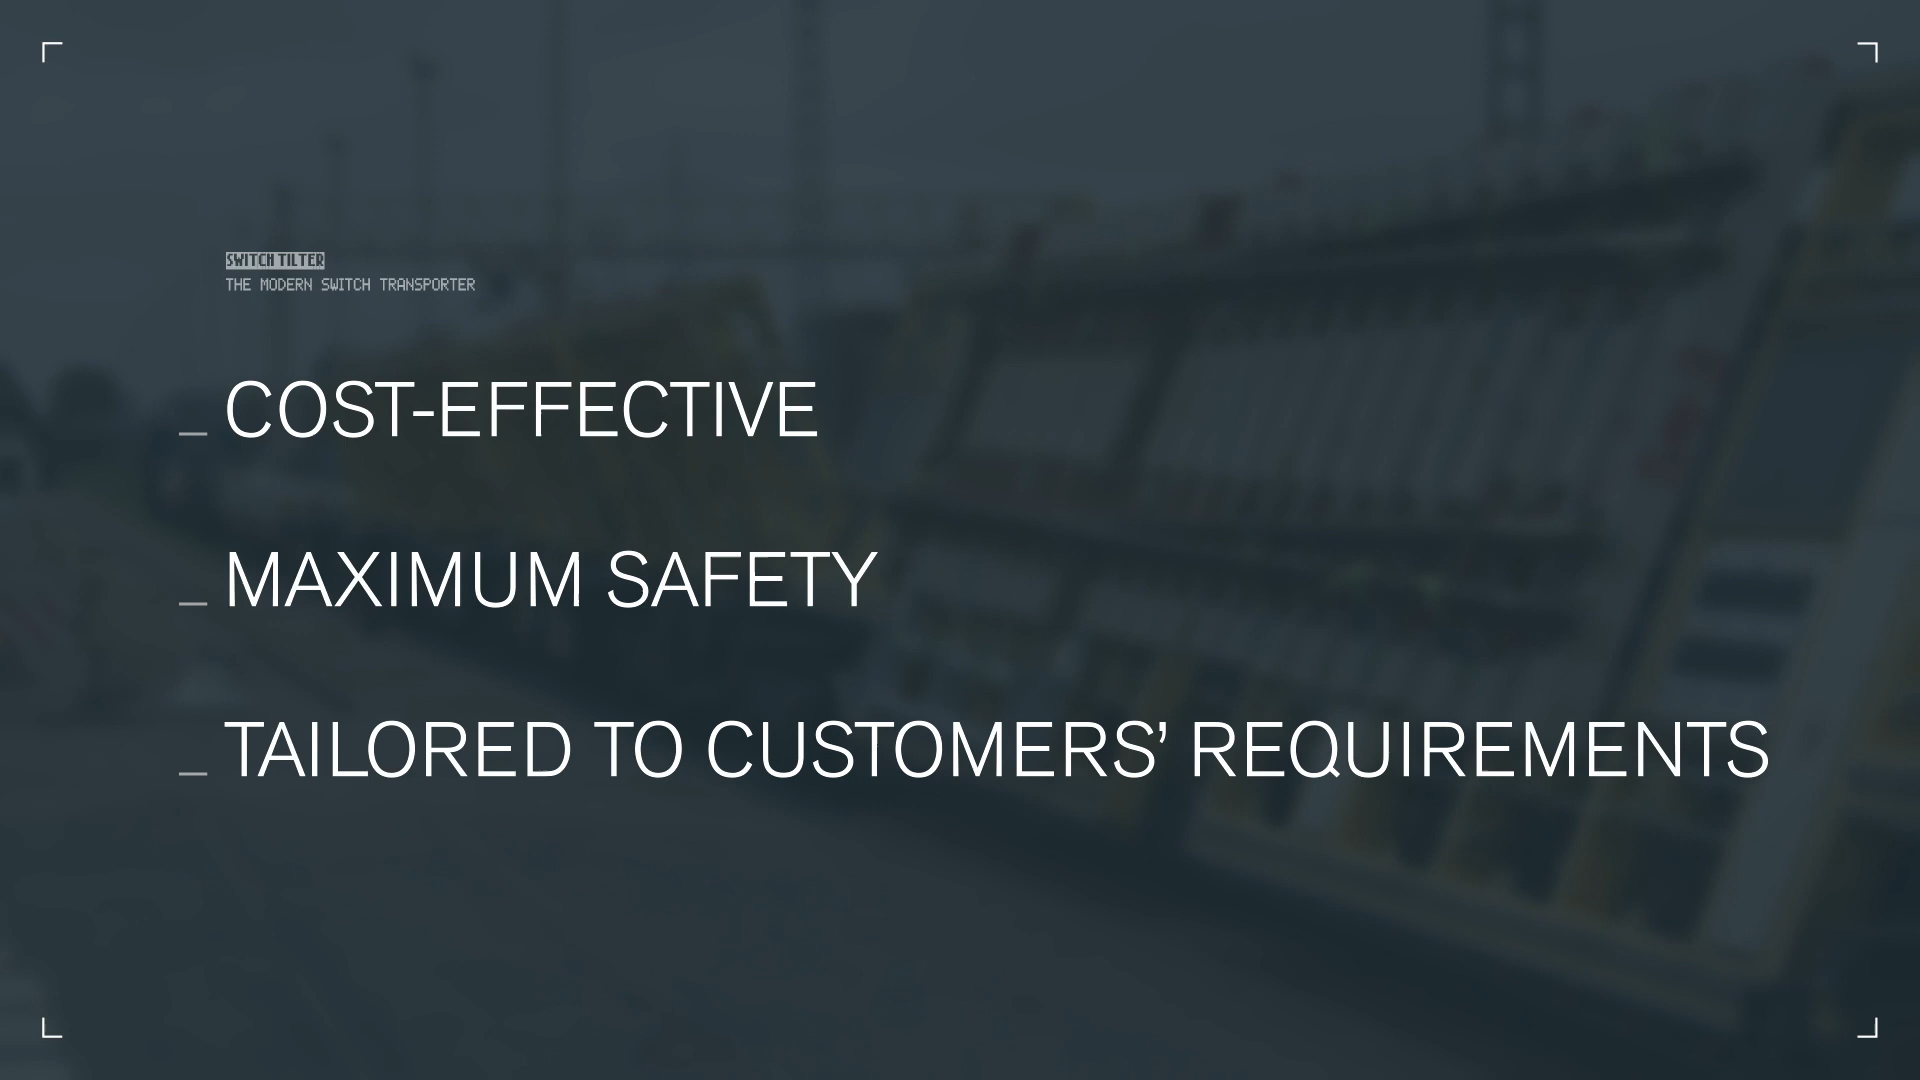 SWITCH TILTER
THE MODERN SWITCH TRANSPORTER
_ COST-EFFECTIVE
_ MAXIMUM SAFETY
_ TAILORED TO CUSTOMERS’ REQUIREMENTS